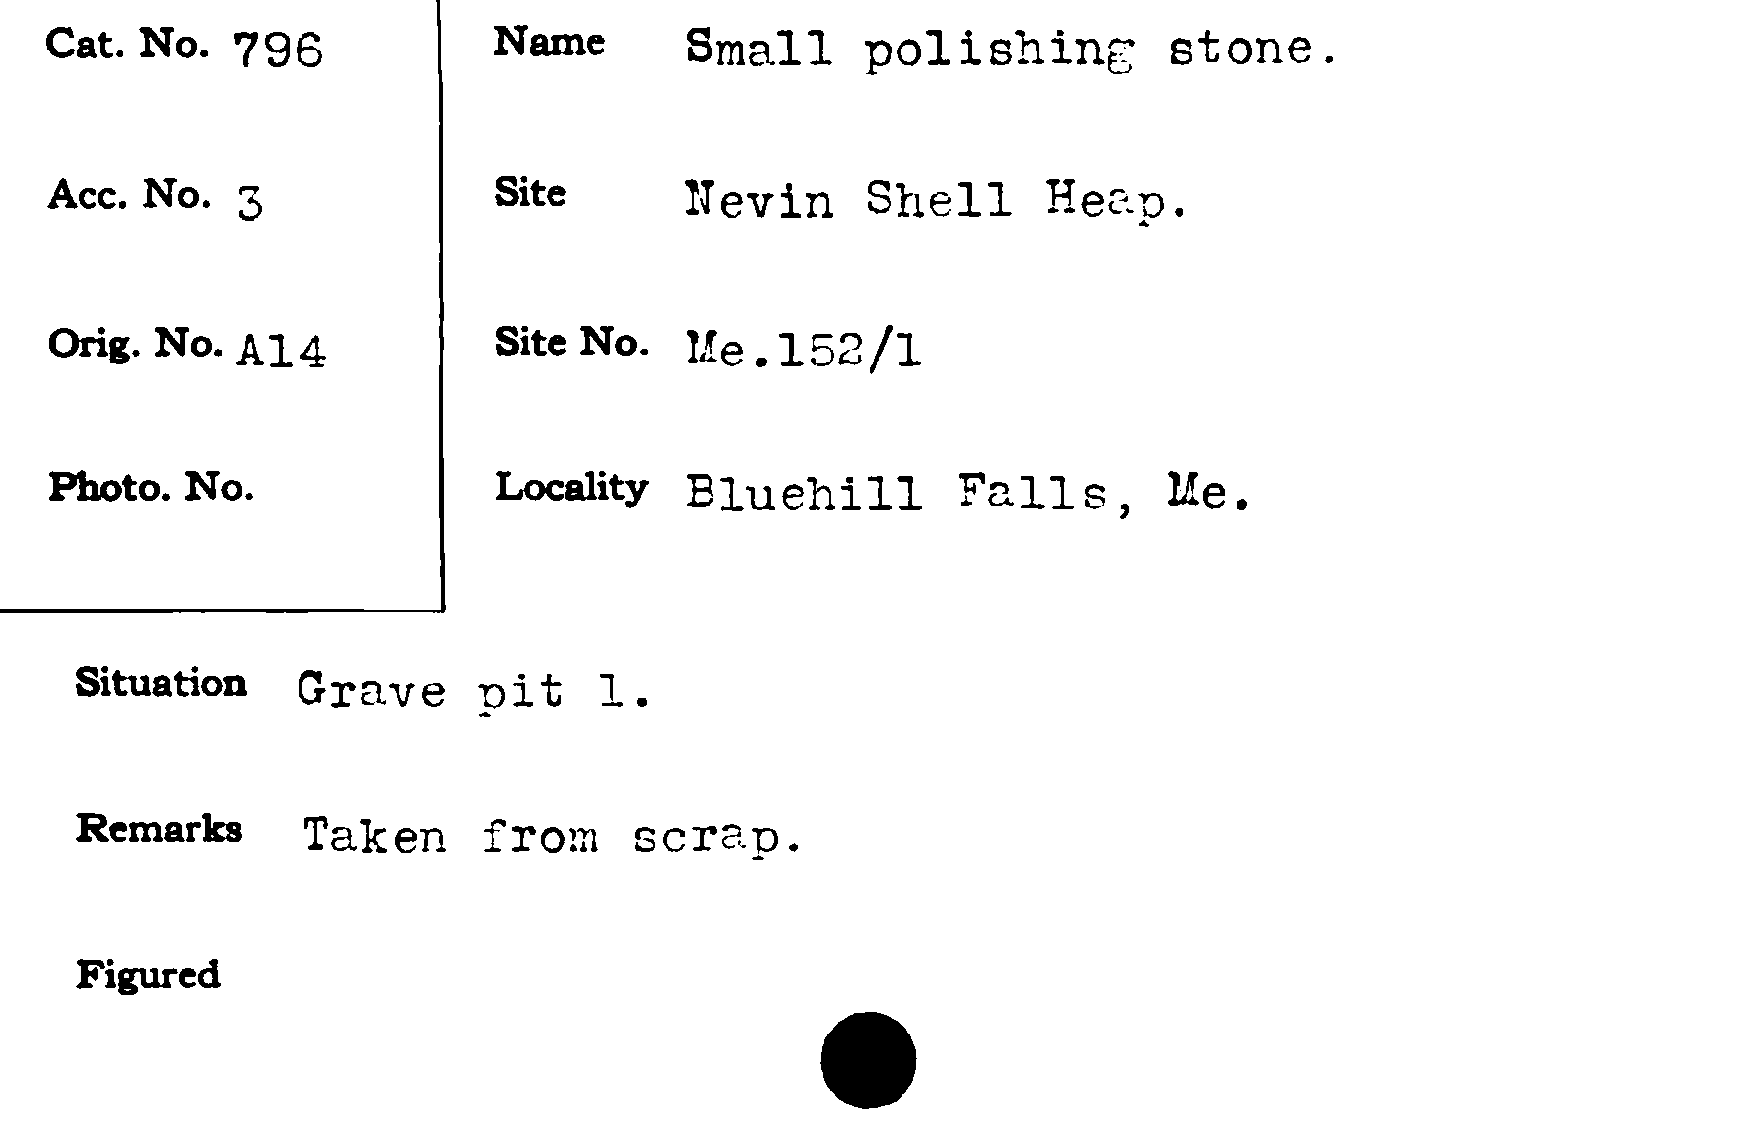 Cat. No. 796
Name Small polishing stone.
Acc. No. 3
Site Nevin Shell Heap.
Orig. No. A14
Site No. Me.152/1
Photo. No.
Locality Bluehill Falls, Me.
Situation Grave pit 1.
Remarks Taken from scrap.
Figured